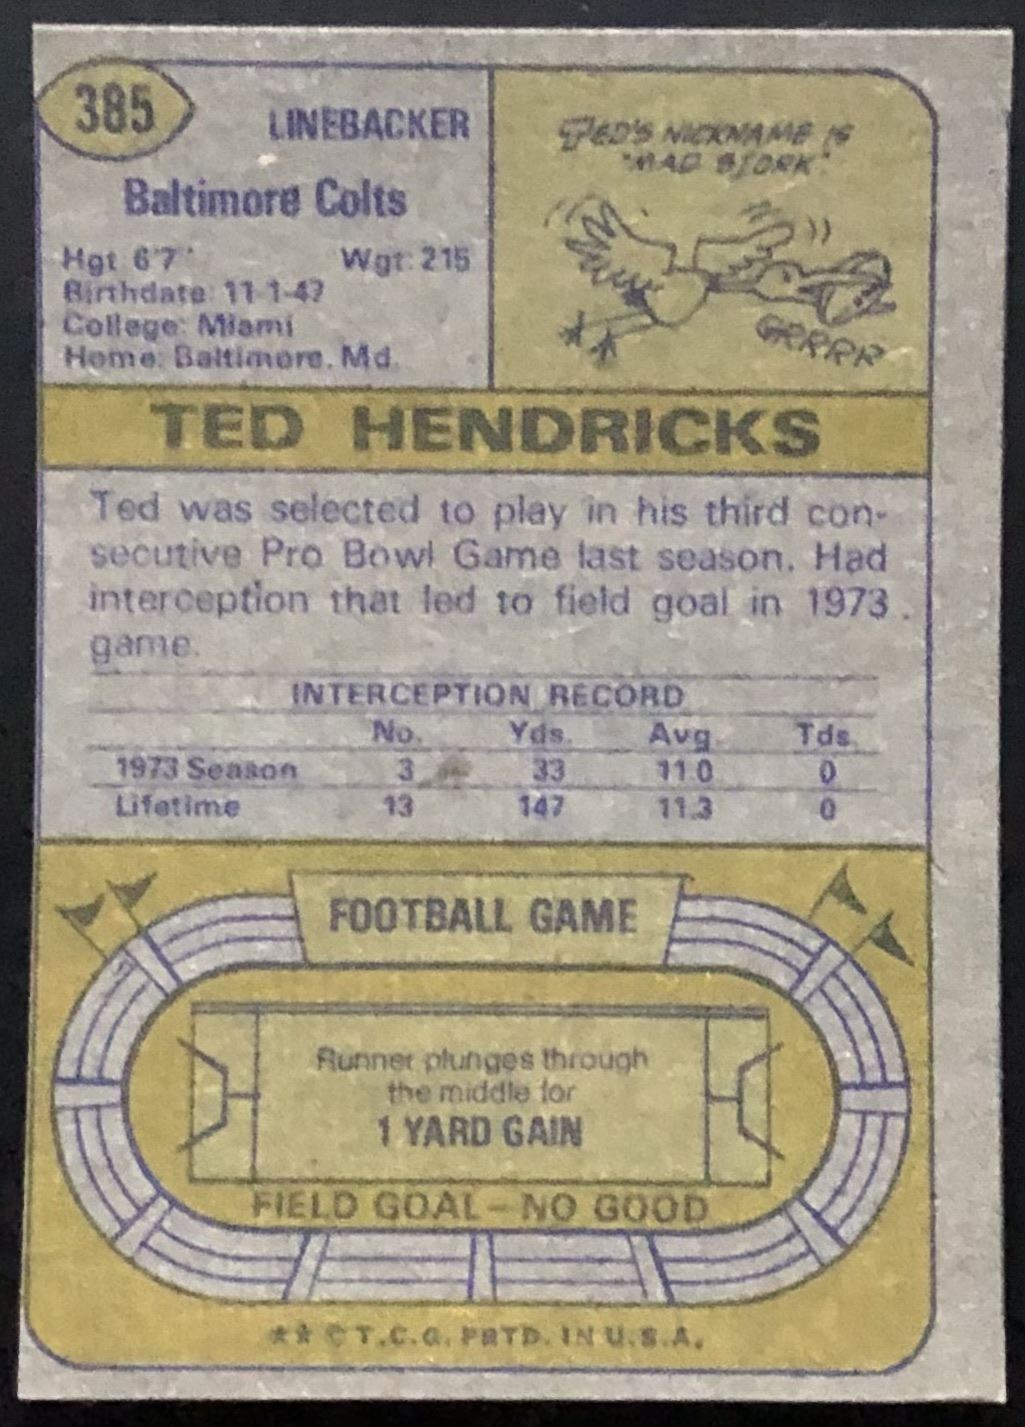 385
LINEBACKER
Baltimore Colts
Hgt: 6'7"
Wgt: 215
Birthdate: 11-1-47
College: Miami
Home: Baltimore, Md.
TED'S NICKNAME IS
"MAD STORK"
GRRRR
TED HENDRICKS
Ted was selected to play in his third con-
secutive Pro Bowl Game last season. Had
interception that led to field goal in 1973
game.
INTERCEPTION RECORD
No. Yds. Avg. Tds.
1973 Season 3 33 11.0 0
Lifetime 13 147 11.3 0
FOOTBALL GAME
Runner plunges through
the middle for
1 YARD GAIN
FIELD GOAL – NO GOOD
★★ © T.C.G. PRTD. IN U.S.A.